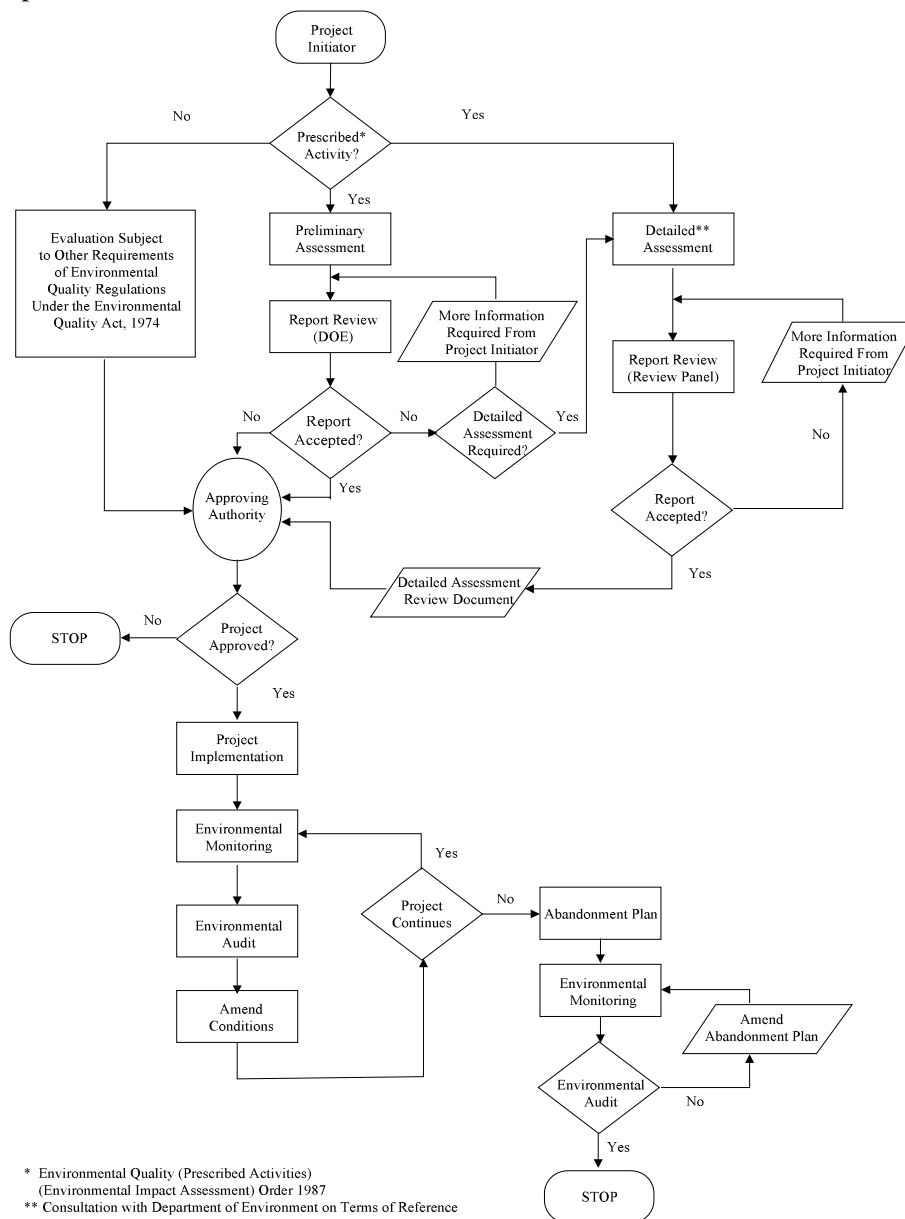 Project
Initiator
No
Yes
Prescribed*
Activity?
Yes
Evaluation Subject
to Other Requirements
of Environmental
Quality Regulations
Under the Environmental
Quality Act, 1974
Preliminary
Assessment
Detailed**
Assessment
Report Review
(DOE)
More Information
Required From
Project Initiator
Report Review
(Review Panel)
More Information
Required From
Project Initiator
No
Report
Accepted?
No
Detailed
Assessment
Required?
Yes
No
Yes
Approving
Authority
Report
Accepted?
Yes
Detailed Assessment
Review Document
No
STOP
Project
Approved?
Yes
Project
Implementation
Environmental
Monitoring
Yes
Project
Continues
No
Abandonment Plan
Environmental
Audit
Environmental
Monitoring
Amend
Conditions
Amend
Abandonment Plan
Environmental
Audit
No
Yes
STOP
* Environmental Quality (Prescribed Activities)
(Environmental Impact Assessment) Order 1987
** Consultation with Department of Environment on Terms of Reference